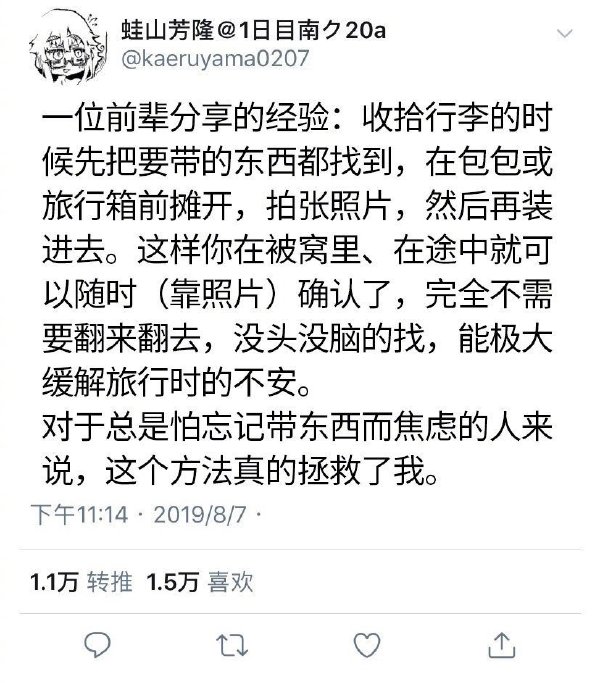 蛙山芳隆@1日目南ク20a
@kaeruyama0207
一位前辈分享的经验：收拾行李的时
候先把要带的东西都找到，在包包或
旅行箱前摊开，拍张照片，然后再装
进去。这样你在被窝里、在途中就可
以随时（靠照片）确认了，完全不需
要翻来翻去，没头没脑的找，能极大
缓解旅行时的不安。
对于总是怕忘记带东西而焦虑的人来
说，这个方法真的拯救了我。
下午11:14 · 2019/8/7 ·
1.1万 转推 1.5万 喜欢